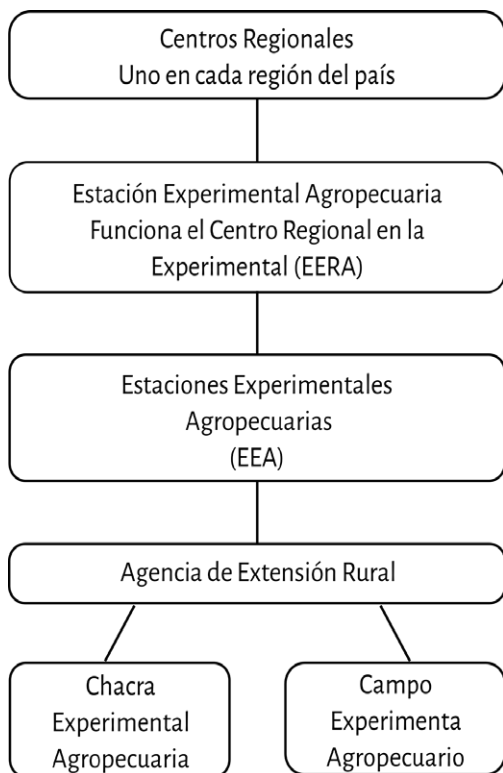 Centros Regionales
Uno en cada región del país
Estación Experimental Agropecuaria
Funciona el Centro Regional en la
Experimental (EERA)
Estaciones Experimentales
Agropecuarias
(EEA)
Agencia de Extensión Rural
Chacra
Experimental
Agropecuaria
Campo
Experimenta
Agropecuario